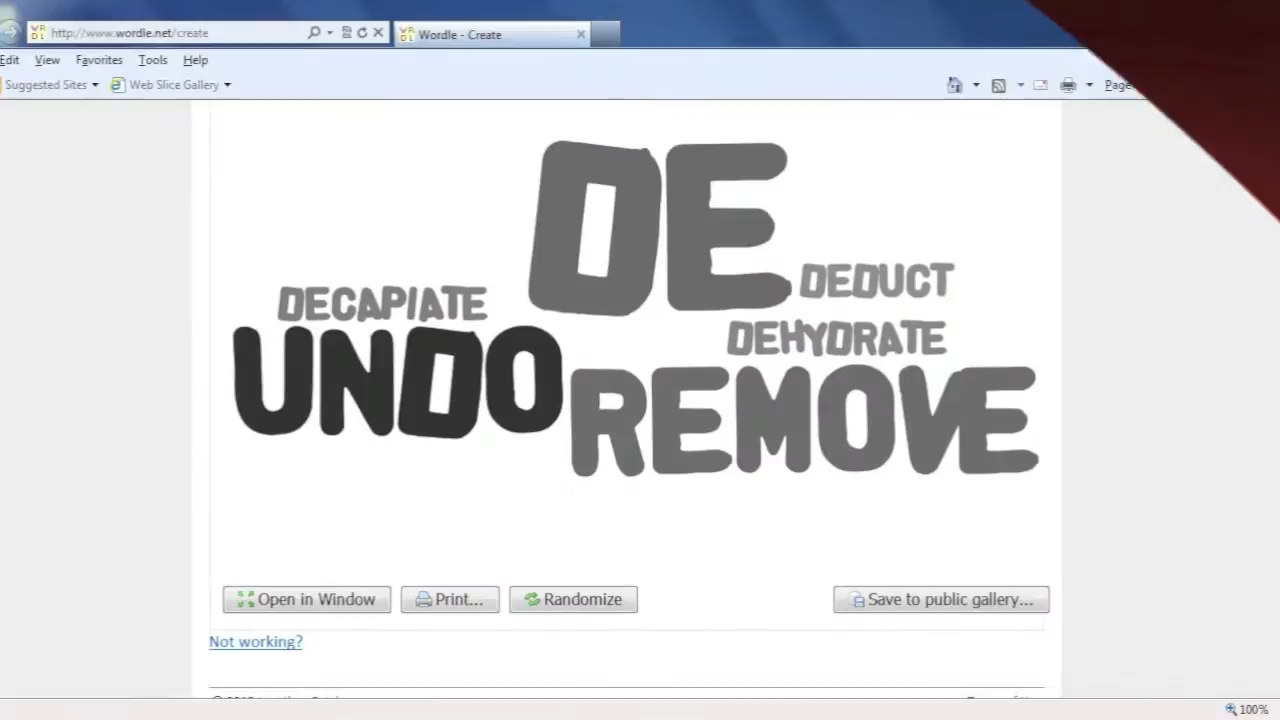 http://www.wordle.net/create
Wordle - Create
Edit View Favorites Tools Help
Suggested Sites Web Slice Gallery
Page
DE
DEDUCT
DECAPIATE
DEHYDRATE
UNDO
REMOVE
Open in Window Print... Randomize Save to public gallery...
Not working?
100%